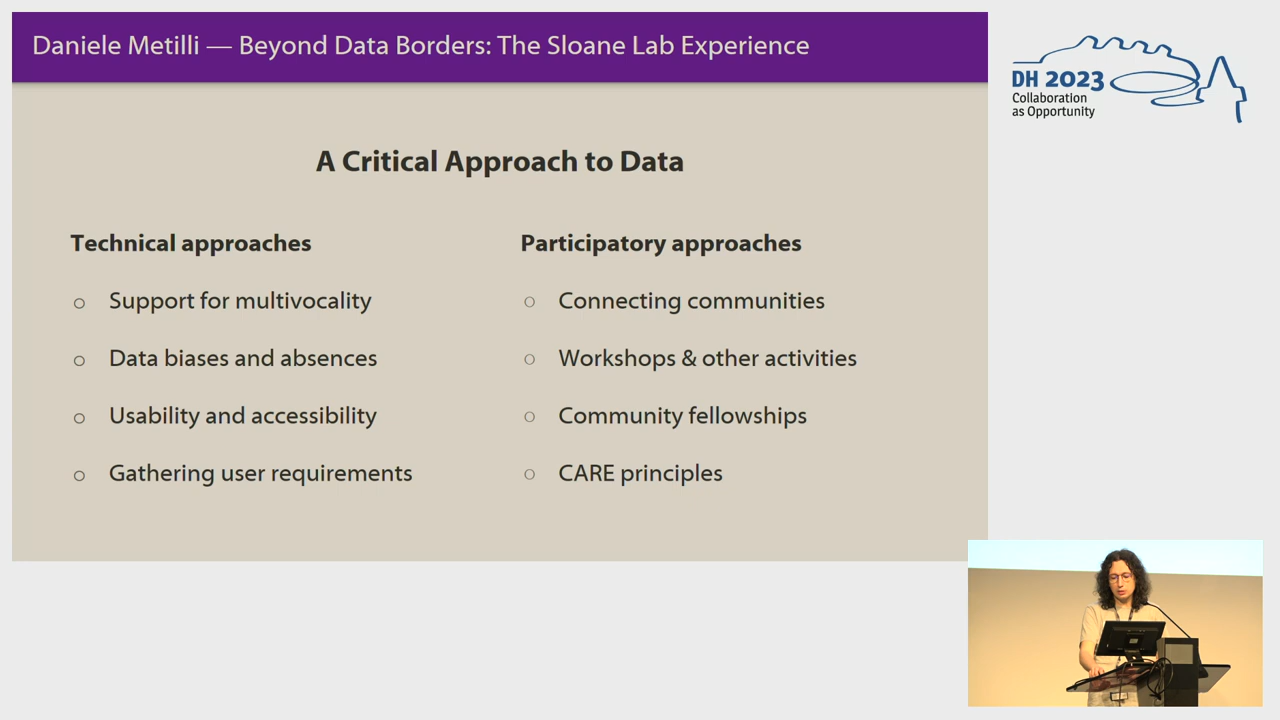 Daniele Metilli — Beyond Data Borders: The Sloane Lab Experience
DH 2023
Collaboration
as Opportunity
A Critical Approach to Data
Technical approaches
Support for multivocality
Data biases and absences
Usability and accessibility
Gathering user requirements
Participatory approaches
Connecting communities
Workshops & other activities
Community fellowships
CARE principles